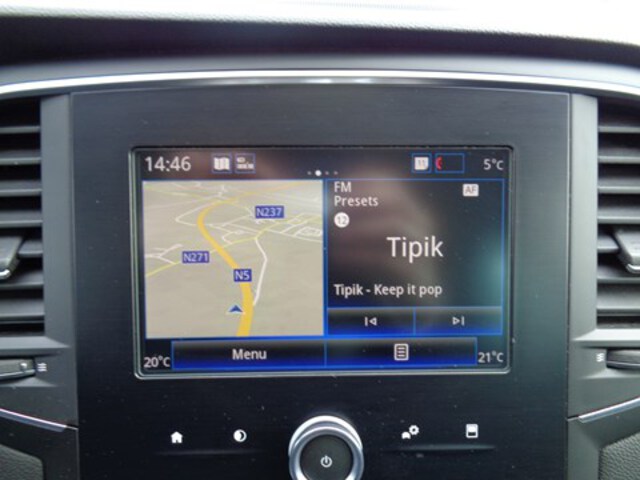 14:46
5°C
N237
N271
N5
FM
Presets
AF
12
Tipik
Tipik - Keep it pop
20°C
Menu
21°C